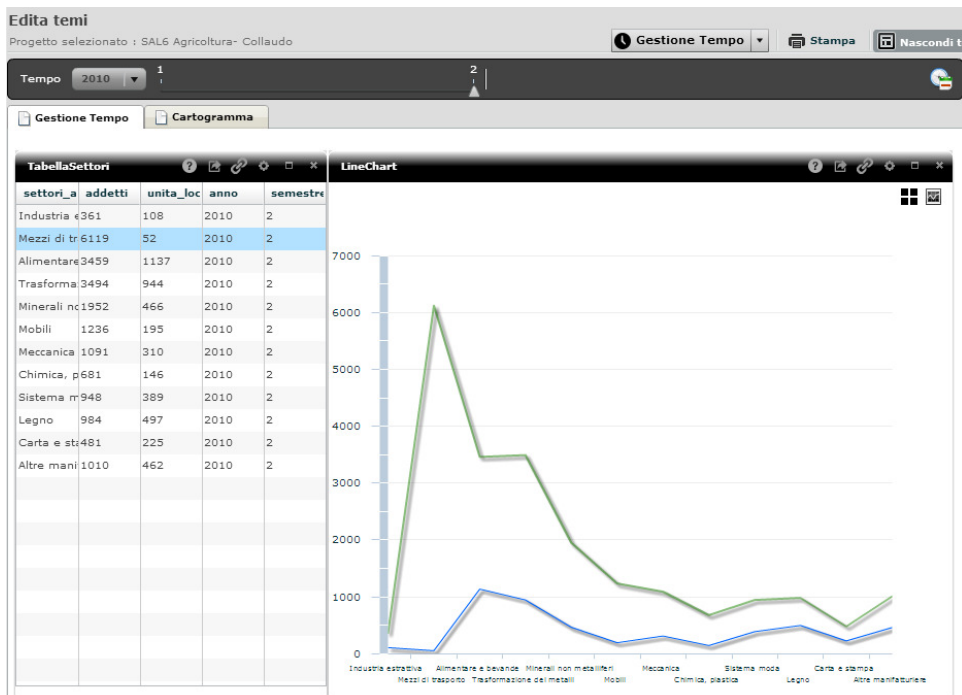 Edita temi
Progetto selezionato : SAL6 Agricoltura- Collaudo
Gestione Tempo
Stampa
Nascondi t
Tempo
2010
1
2
Gestione Tempo
Cartogramma
TabellaSettori
settori_a addetti unita_loc anno semestre
Industria e 361 108 2010 2
Mezzi di tr 6119 52 2010 2
Alimentare 3459 1137 2010 2
Trasforma 3494 944 2010 2
Minerali no 1952 466 2010 2
Mobili 1236 195 2010 2
Meccanica 1091 310 2010 2
Chimica, p 681 146 2010 2
Sistema m 948 389 2010 2
Legno 984 497 2010 2
Carta e sta 481 225 2010 2
Altre mani 1010 462 2010 2
LineChart
7000
6000
5000
4000
3000
2000
1000
0
Industria estrattiva Alimentare e bevande Minerali non metalliferi Meccanica Sistema moda Carta e stampa
Mezzi di trasporto Trasformazione dei metalli Mobili Chimica, plastica Legno Altre manifatturiere